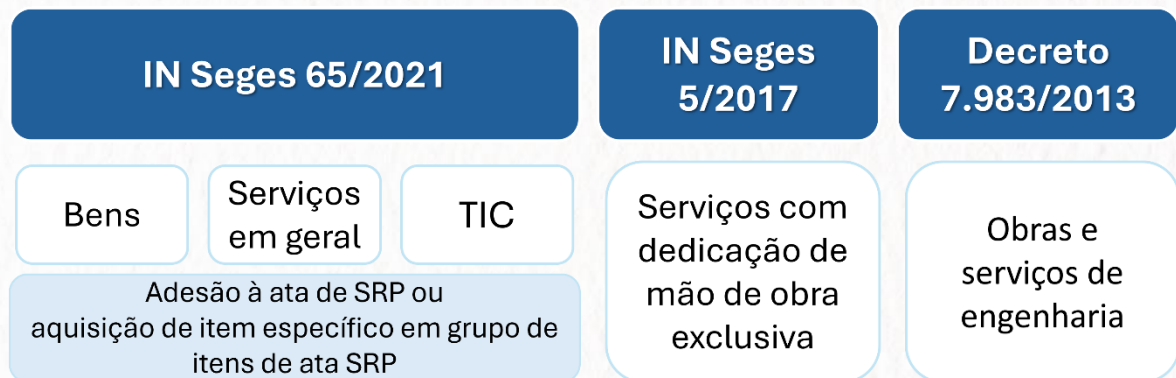 IN Seges 65/2021
IN Seges
5/2017
Decreto
7.983/2013
Bens
Serviços
em geral
TIC
Adesão à ata de SRP ou
aquisição de item específico em grupo de
itens de ata SRP
Serviços com
dedicação de
mão de obra
exclusiva
Obras e
serviços de
engenharia